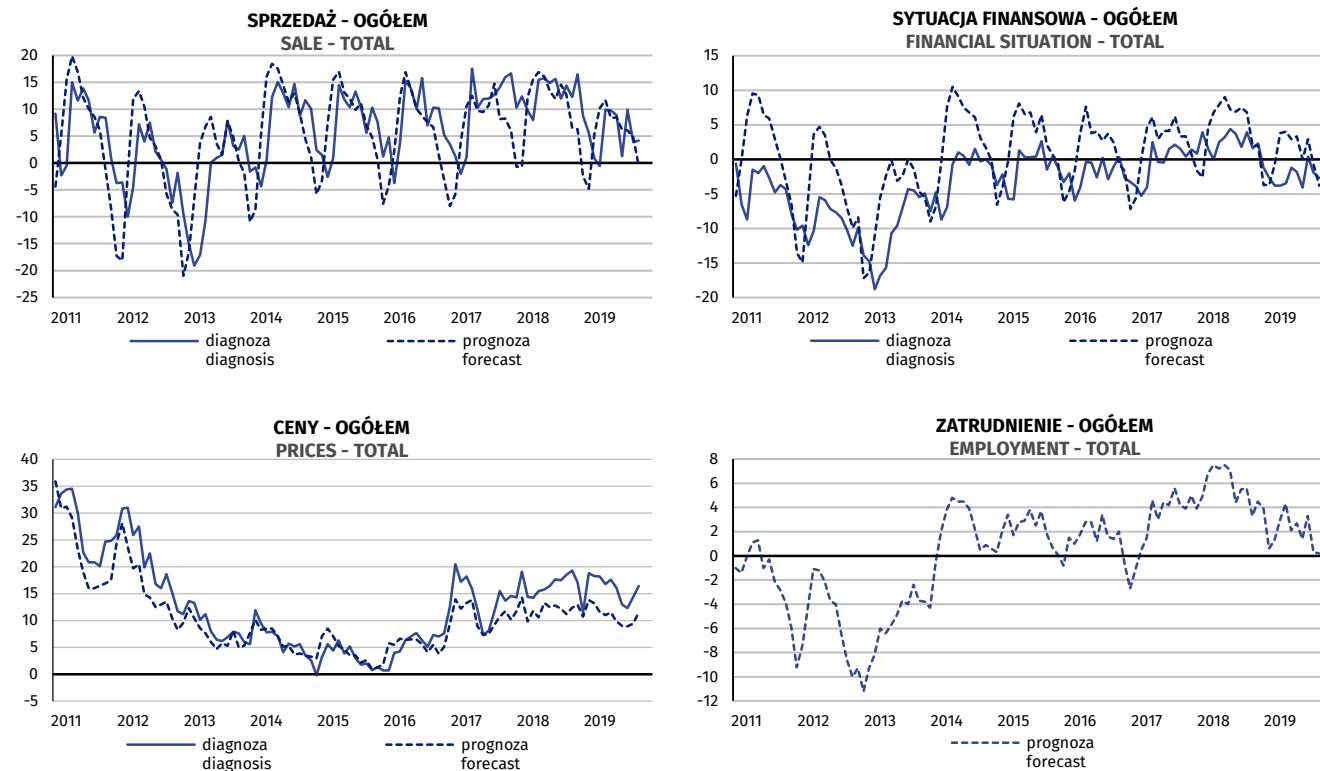 SPRZEDAŻ - OGÓŁEM
SALE - TOTAL
20
15
10
5
0
-5
-10
-15
-20
-25
2011 2012 2013 2014 2015 2016 2017 2018 2019
diagnoza
diagnosis
prognoza
forecast
SYTUACJA FINANSOWA - OGÓŁEM
FINANCIAL SITUATION - TOTAL
15
10
5
0
-5
-10
-15
-20
2011 2012 2013 2014 2015 2016 2017 2018 2019
diagnoza
diagnosis
prognoza
forecast
CENY - OGÓŁEM
PRICES - TOTAL
40
35
30
25
20
15
10
5
0
-5
2011 2012 2013 2014 2015 2016 2017 2018 2019
diagnoza
diagnosis
prognoza
forecast
ZATRUDNIENIE - OGÓŁEM
EMPLOYMENT - TOTAL
8
6
4
2
0
-2
-4
-6
-8
-10
-12
2011 2012 2013 2014 2015 2016 2017 2018 2019
prognoza
forecast